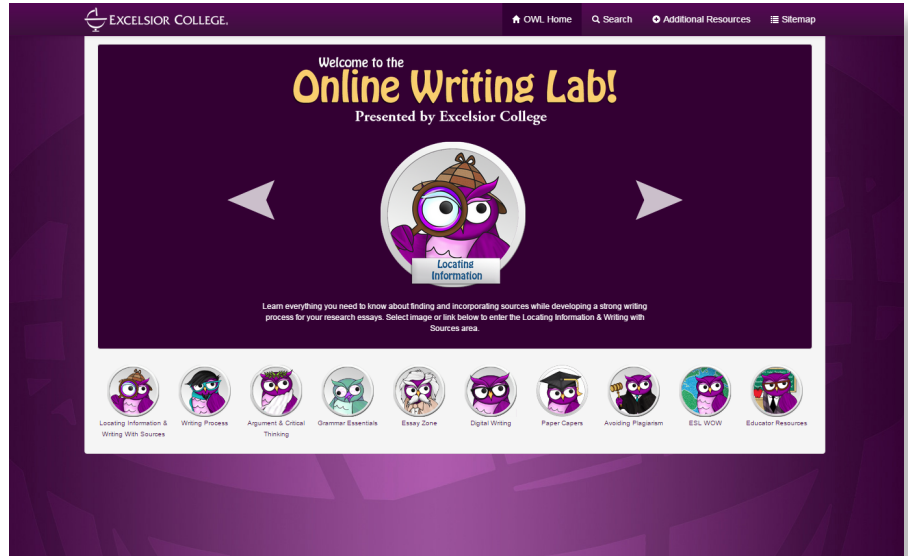 EXCELSIOR COLLEGE®
OWL Home
Search
Additional Resources
Sitemap
Welcome to the
Online Writing Lab!
Presented by Excelsior College
Locating
Information
Learn everything you need to know about finding and incorporating sources while developing a strong writing
process for your research essays. Select image or link below to enter the Locating Information & Writing with
Sources area.
Locating Information &
Writing With Sources
Writing Process
Argument & Critical
Thinking
Grammar Essentials
Essay Zone
Digital Writing
Paper Capers
Avoiding Plagiarism
ESL WOW
Educator Resources